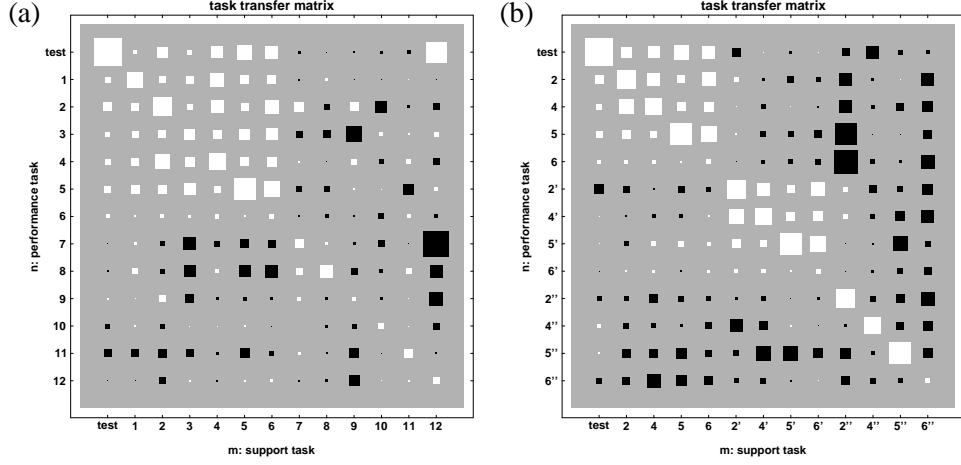 (a)
task transfer matrix
n: performance task
test
1
2
3
4
5
6
7
8
9
10
11
12
test 1 2 3 4 5 6 7 8 9 10 11 12
m: support task
(b)
task transfer matrix
n: performance task
test
2
4
5
6
2'
4'
5'
6'
2''
4''
5''
6''
test 2 4 5 6 2' 4' 5' 6' 2'' 4'' 5'' 6''
m: support task